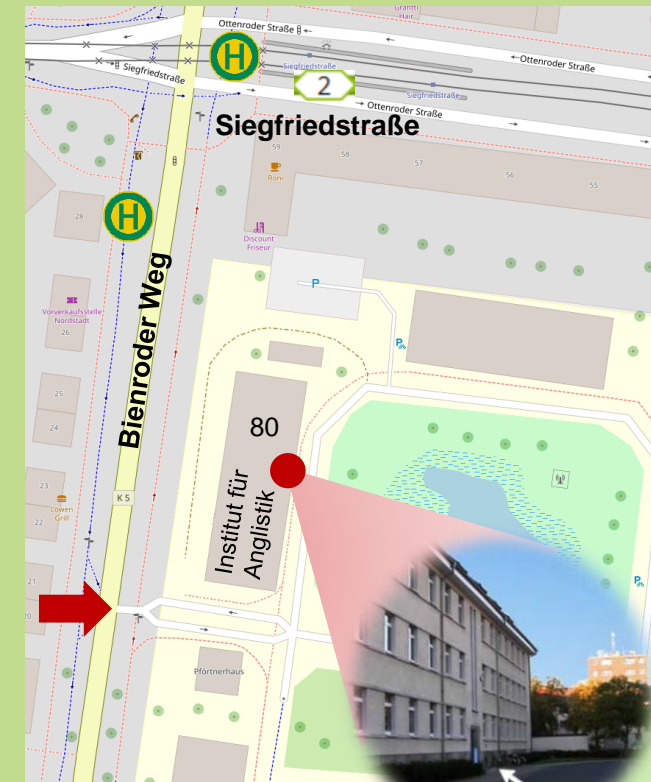 Graffiti
Hair
Ottenroder Straße
Ottenroder Straße
H
Siegfriedstraße
Siegfriedstraße
2
Siegfriedstraße
Ottenroder Straße
Siegfriedstraße
59
58
57
56
55
Roni
28
H
Discount
Friseur
Bienroder Weg
P
Vorverkaufsstelle
Nordstadt
26
P
25
24
80
Institut für
Anglistik
23
K 5
Löwen
Grill
22
21
20
P
Pförtnerhaus